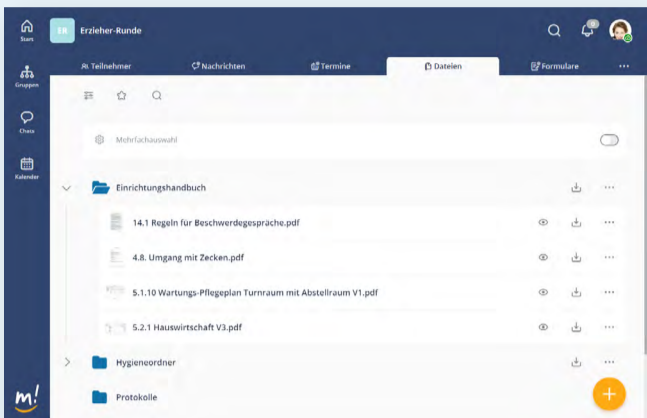 Start
ER Erzieher-Runde
0
Teilnehmer Nachrichten Termine Dateien Formulare ...
Gruppen
Chats
Mehrfachauswahl
Kalender
Einrichtungshandbuch
14.1 Regeln für Beschwerdegespräche.pdf
4.8. Umgang mit Zecken.pdf
5.1.10 Wartungs-Pflegeplan Turnraum mit Abstellraum V1.pdf
5.2.1 Hauswirtschaft V3.pdf
Hygieneordner
Protokolle
m!